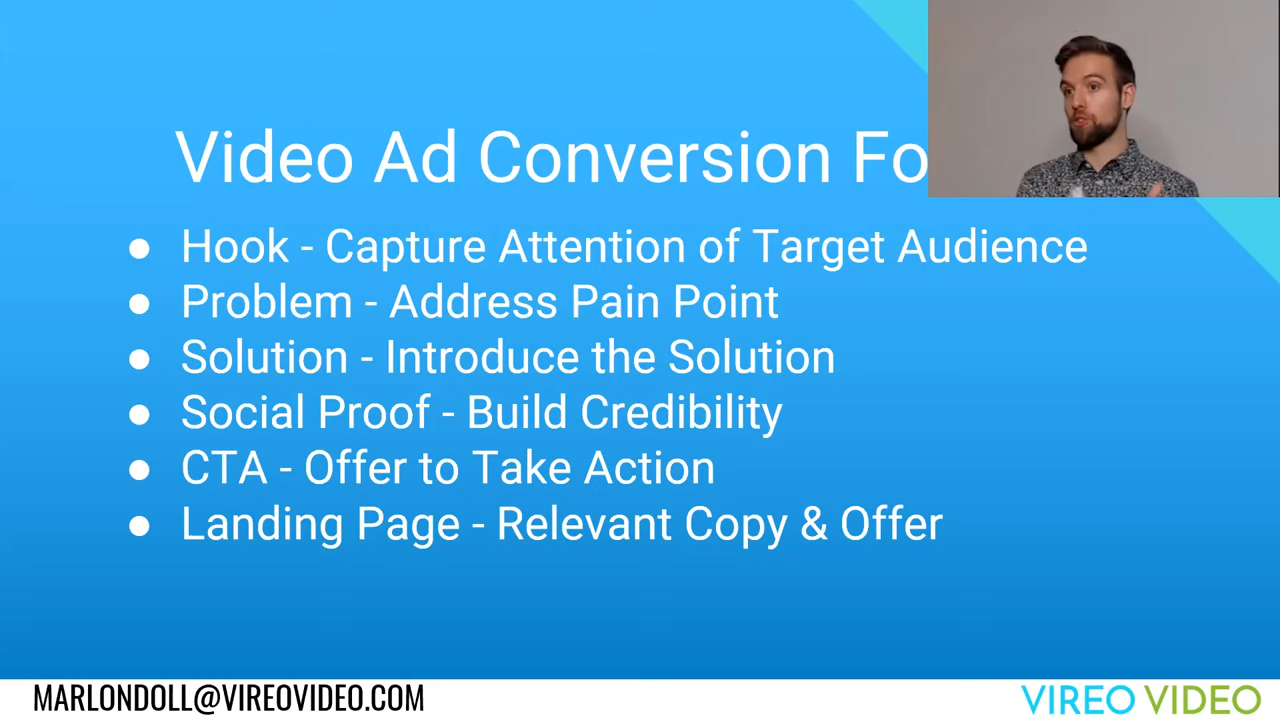 Video Ad Conversion Fo
● Hook - Capture Attention of Target Audience
● Problem - Address Pain Point
● Solution - Introduce the Solution
● Social Proof - Build Credibility
● CTA - Offer to Take Action
● Landing Page - Relevant Copy & Offer
MARLONDOLL@VIREOVIDEO.COM
VIREO VIDEO